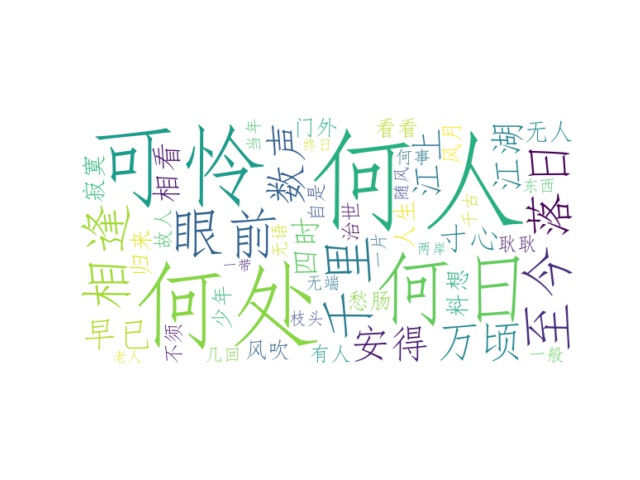 可怜
何人
何处
何日
眼前
相逢
千里
至今
落日
数声
江上
江湖
万顷
安得
早已
相看
寂寞
归来
故人
当年
门外
终日
看看
风月
无人
东西
何事
随风
自是
治世
人生
千古
四时
无语
一片
寸心
耿耿
两岸
料想
一带
无端
愁肠
少年
枝头
不须
老人
几回
风吹
有人
一般